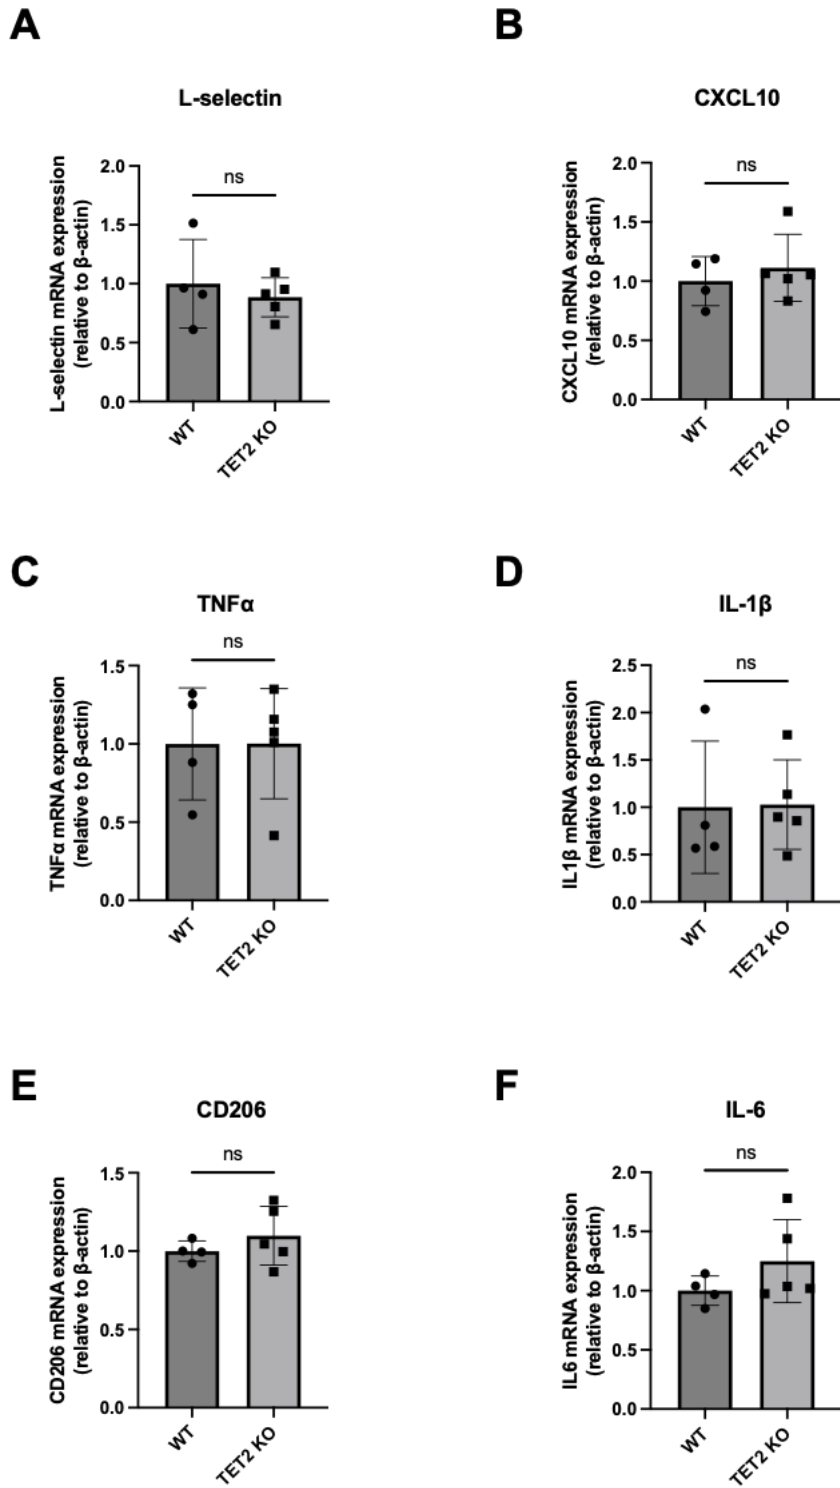 A
L-selectin
L-selectin mRNA expression
(relative to β-actin)
2.0
1.5
1.0
0.5
0.0
ns
WT
TET2 KO
B
CXCL10
CXCL10 mRNA expression
(relative to β-actin)
2.0
1.5
1.0
0.5
0.0
ns
WT
TET2 KO
C
TNFα
TNFα mRNA expression
(relative to β-actin)
1.5
1.0
0.5
0.0
ns
WT
TET2 KO
D
IL-1β
IL1β mRNA expression
(relative to β-actin)
2.5
2.0
1.5
1.0
0.5
0.0
ns
WT
TET2 KO
E
CD206
CD206 mRNA expression
(relative to β-actin)
1.5
1.0
0.5
0.0
ns
WT
TET2 KO
F
IL-6
IL6 mRNA expression
(relative to β-actin)
2.0
1.5
1.0
0.5
0.0
ns
WT
TET2 KO